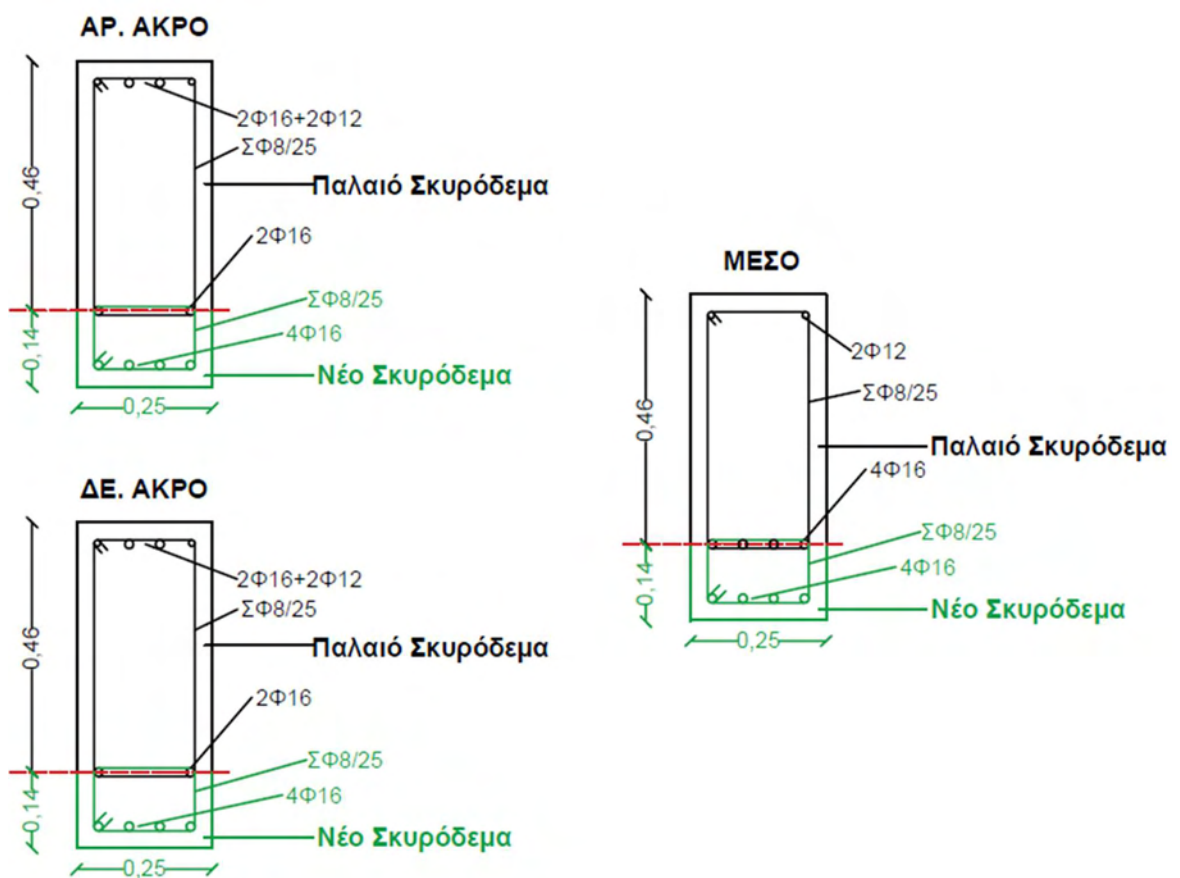 ΑΡ. ΑΚΡΟ
2Φ16+2Φ12
ΣΦ8/25
Παλαιό Σκυρόδεμα
0,46
2Φ16
ΣΦ8/25
4Φ16
Νέο Σκυρόδεμα
0,14
0,25
ΜΕΣΟ
2Φ12
ΣΦ8/25
Παλαιό Σκυρόδεμα
0,46
4Φ16
ΣΦ8/25
4Φ16
Νέο Σκυρόδεμα
0,14
0,25
ΔΕ. ΑΚΡΟ
2Φ16+2Φ12
ΣΦ8/25
Παλαιό Σκυρόδεμα
0,46
2Φ16
ΣΦ8/25
4Φ16
Νέο Σκυρόδεμα
0,14
0,25